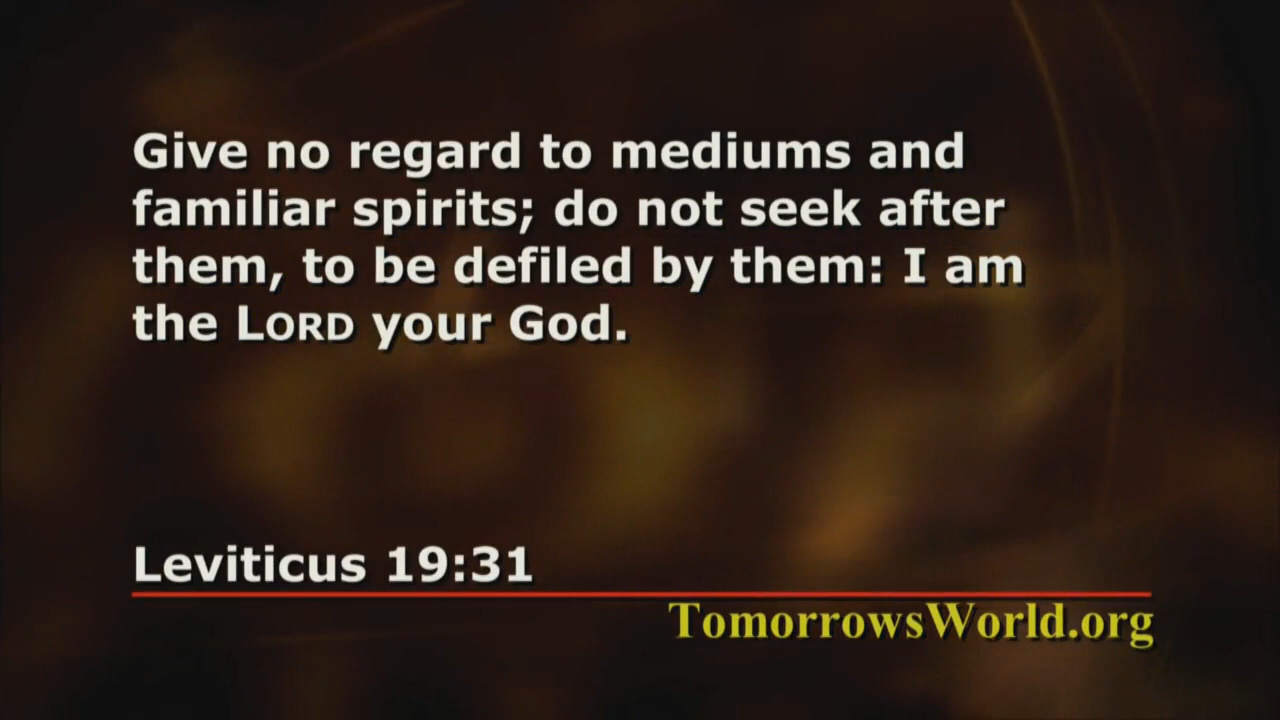 Give no regard to mediums and
familiar spirits; do not seek after
them, to be defiled by them: I am
the LORD your God.
Leviticus 19:31
TomorrowsWorld.org